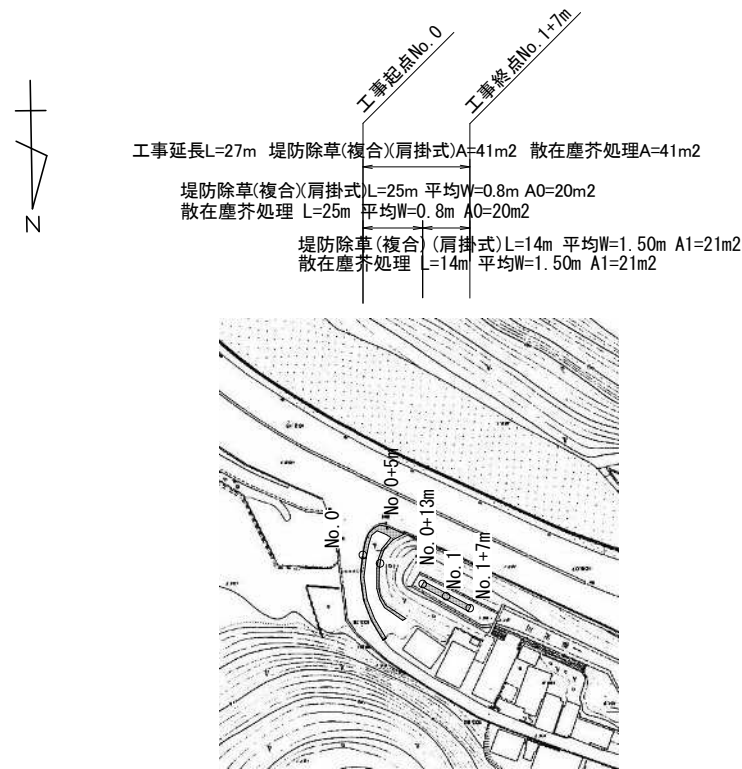 工事起点No.0
工事終点No.1+7m
工事延長L=27m 堤防除草(複合)(肩掛式)A=41m2 散在塵芥処理A=41m2
堤防除草(複合)(肩掛式)L=25m 平均W=0.8m A0=20m2
散在塵芥処理 L=25m 平均W=0.8m A0=20m2
堤防除草(複合)(肩掛式)L=14m 平均W=1.50m A1=21m2
散在塵芥処理 L=14m 平均W=1.50m A1=21m2
N
No.0
No.0+5m
No.0+13m
No.1
No.1+7m